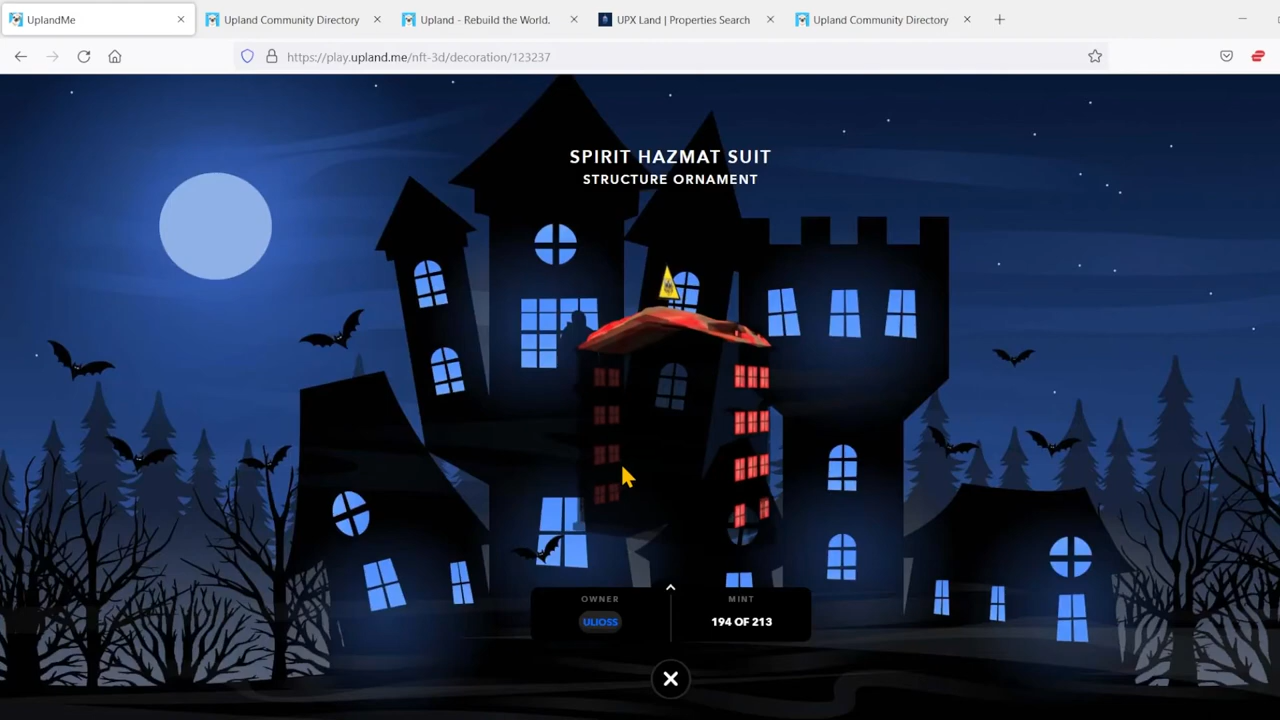 UplandMe
Upland Community Directory
Upland - Rebuild the World.
UPX Land | Properties Search
Upland Community Directory
https://play.upland.me/nft-3d/decoration/123237
SPIRIT HAZMAT SUIT
STRUCTURE ORNAMENT
OWNER
MINT
ULIOSS
194 OF 213